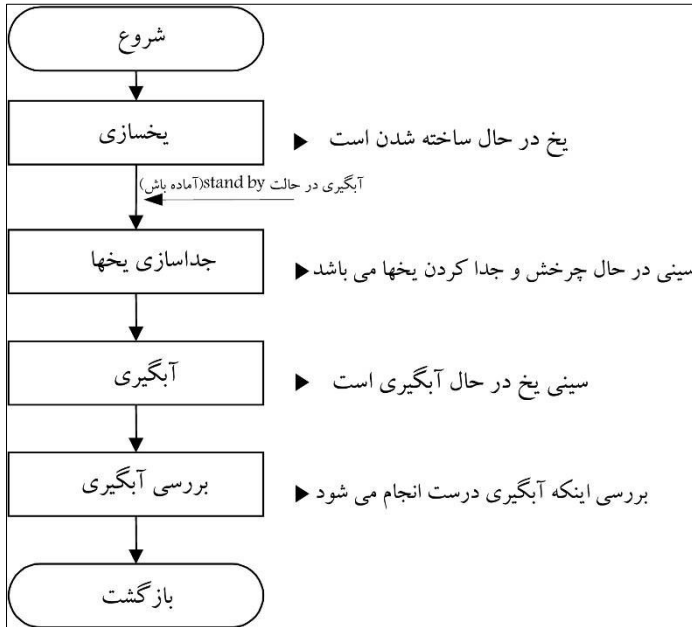 شروع
یخسازی
یخ در حال ساخته شدن است
آبگیری در حالت stand by(آماده باش)
جداسازی یخها
سینی در حال چرخش و جدا کردن یخها می باشد
آبگیری
سینی یخ در حال آبگیری است
بررسی آبگیری
بررسی اینکه آبگیری درست انجام می شود
بازگشت